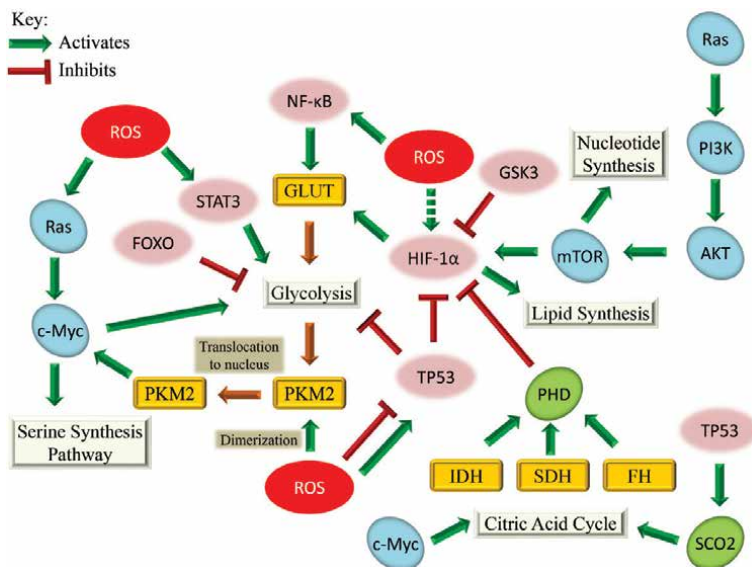 Key:
Activates
Inhibits
ROS
Ras
STAT3
FOXO
c-Myc
Serine Synthesis
Pathway
NF-κB
GLUT
Glycolysis
Translocation
to nucleus
PKM2
PKM2
Dimerization
ROS
ROS
GSK3
HIF-1α
TP53
Nucleotide
Synthesis
mTOR
Lipid Synthesis
Ras
PI3K
AKT
PHD
IDH
SDH
FH
Citric Acid Cycle
c-Myc
TP53
SCO2